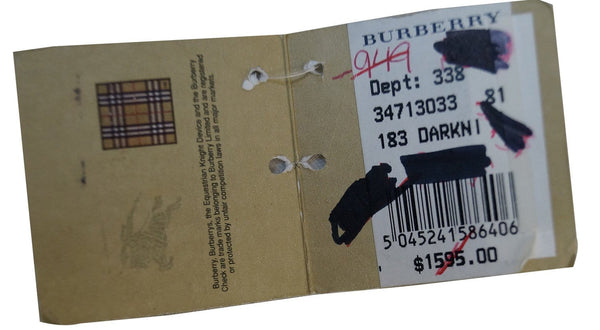 Burberry, Burberrys, the Equestrian Knight Device and the Burberry
Check are trade marks belonging to Burberry Limited and are registered
or protected by unfair competition laws in all major markets.
BURBERRY
949
Dept: 338
34713033 81
183 DARKNI
5 045241 586406
$1595.00